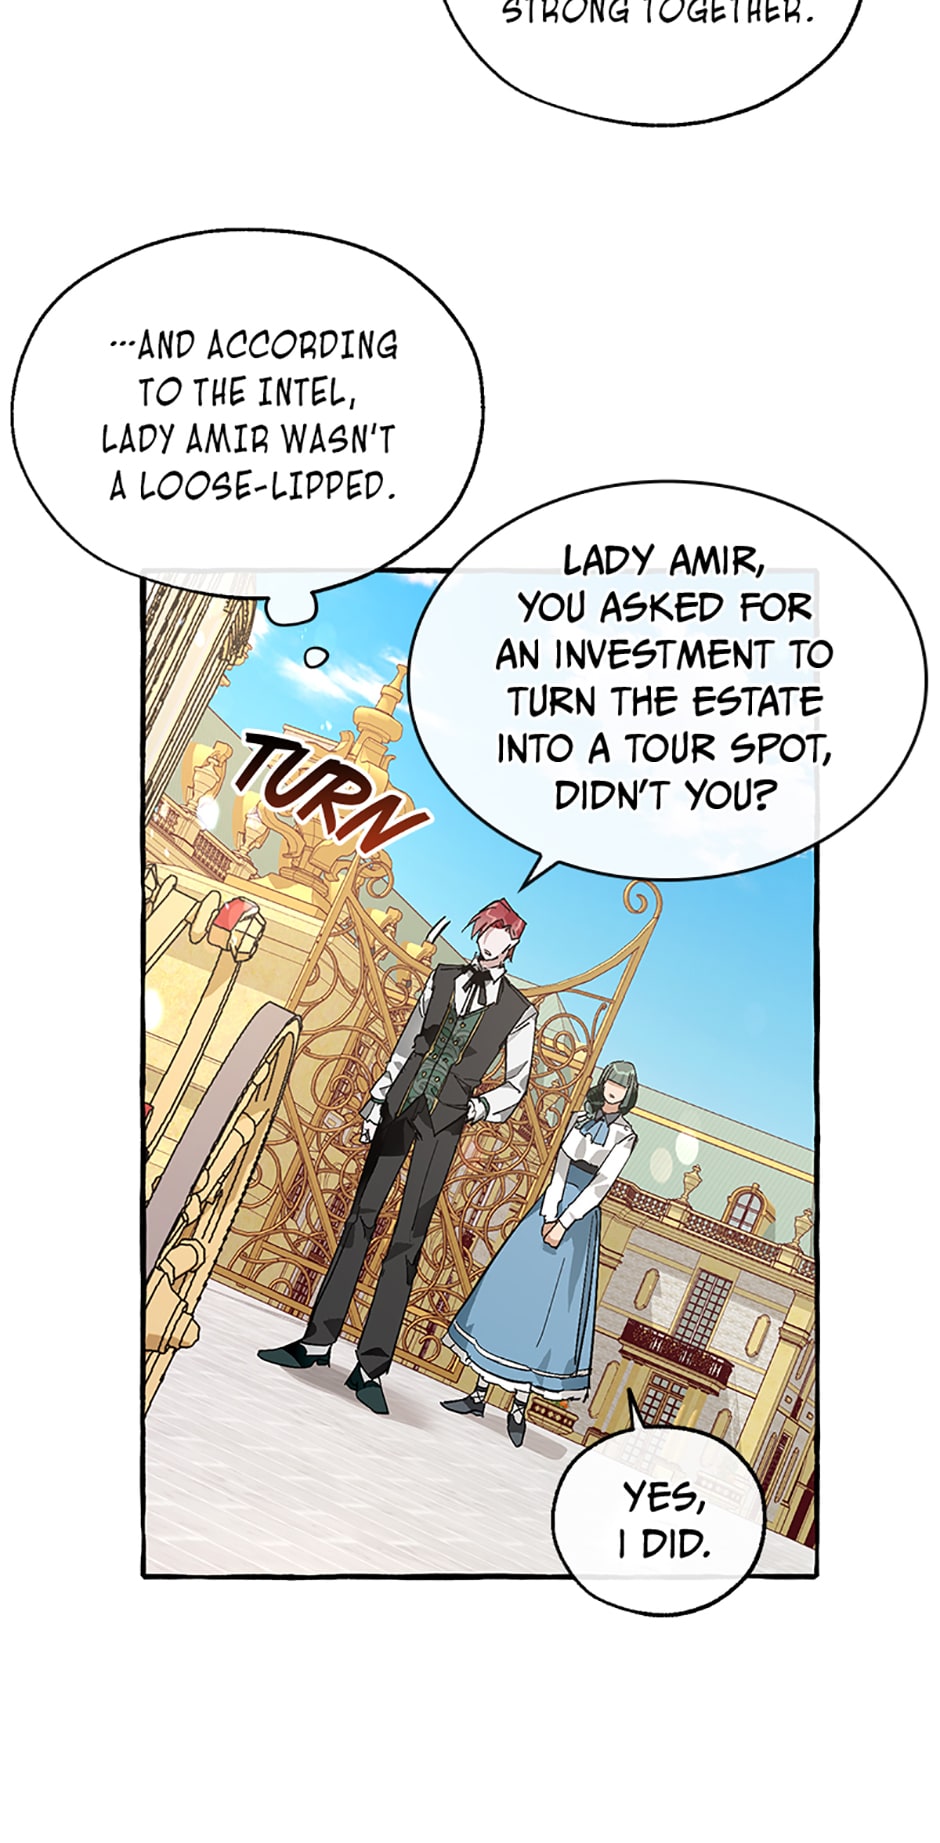 STRONG TOGETHER.
...AND ACCORDING
TO THE INTEL,
LADY AMIR WASN'T
A LOOSE-LIPPED.
LADY AMIR,
YOU ASKED FOR
AN INVESTMENT TO
TURN THE ESTATE
INTO A TOUR SPOT,
DIDN'T YOU?
TURN
YES,
I DID.